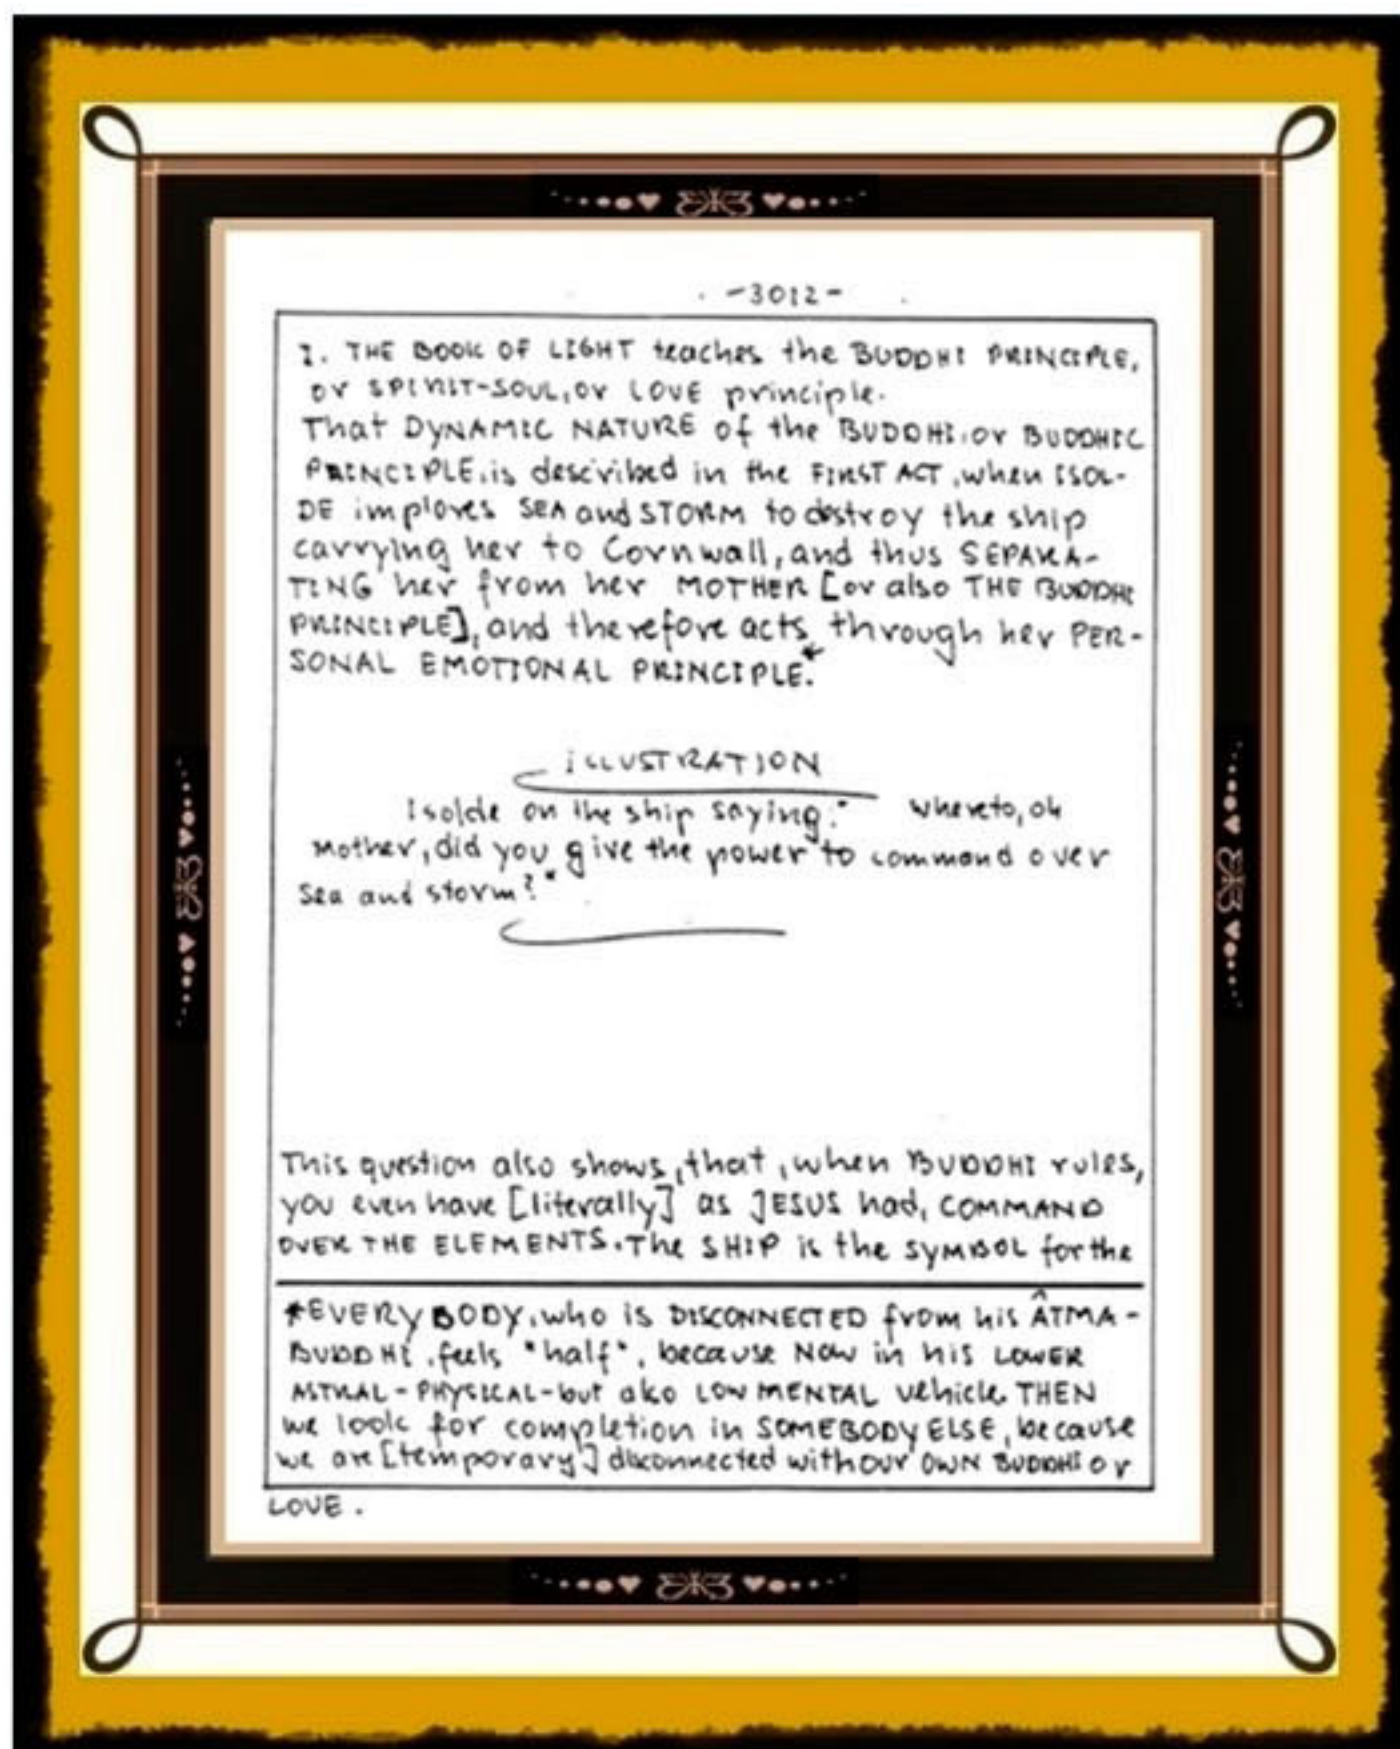 -3012-
1. THE BOOK OF LIGHT teaches the BUDDHI PRINCIPLE,
or SPIRIT-SOUL, or LOVE principle.
That DYNAMIC NATURE of the BUDDHI, or BUDDHIC
PRINCIPLE, is described in the FIRST ACT, when ISOL-
DE implores SEA and STORM to destroy the ship
carrying her to Cornwall, and thus SEPARA-
TING her from her MOTHER [or also THE BUDDHI
PRINCIPLE], and therefore acts through her PER-
SONAL EMOTIONAL PRINCIPLE.*
ILLUSTRATION
Isolde on the ship saying:" whereto, oh
Mother, did you give the power to command over
sea and storm?"
This question also shows, that, when BUDDHI rules,
you even have [literally] as JESUS had, COMMAND
OVER THE ELEMENTS. The SHIP is the SYMBOL for the
*EVERYBODY, who is DISCONNECTED from his ÂTMA-
BUDDHI, feels "half", because NOW in his LOWER
ASTRAL-PHYSICAL-but also LOW MENTAL vehicle. THEN
we look for completion in SOMEBODY ELSE, because
we are [temporary] disconnected with our OWN BUDDHI or
LOVE.